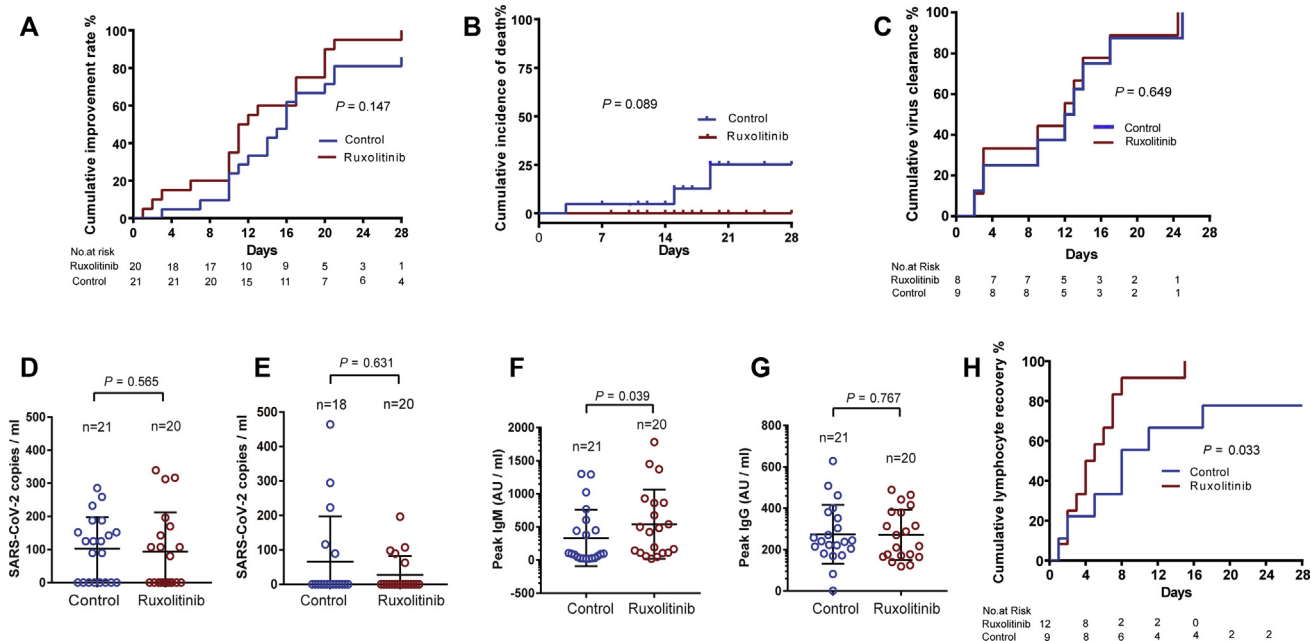 A
Cumulative improvement rate %
100
80
60
40
20
0
P = 0.147
Control
Ruxolitinib
0 4 8 12 16 20 24 28
Days
No.at risk
Ruxolitinib 20 18 17 10 9 5 3 1
Control 21 21 20 15 11 7 6 4
B
Cumulative incidence of death%
100
75
50
25
0
P = 0.089
Control
Ruxolitinib
0 7 14 21 28
Days
C
Cumulative virus clearance %
100
80
60
40
20
0
P = 0.649
Control
Ruxolitinib
0 4 8 12 16 20 24 28
Days
No.at Risk
Ruxolitinib 8 7 7 5 3 2 1
Control 9 8 8 5 3 2 1
D
SARS-CoV-2 copies / ml
500
400
300
200
100
0
P = 0.565
n=21
n=20
Control Ruxolitinib
E
SARS-CoV-2 copies / ml
500
400
300
200
100
0
P = 0.631
n=18
n=20
Control Ruxolitinib
F
Peak IgM (AU / ml)
2000
1500
1000
500
0
-500
P = 0.039
n=21
n=20
Control Ruxolitinib
G
Peak IgG (AU / ml)
800
600
400
200
0
P = 0.767
n=21
n=20
Control Ruxolitinib
H
Cumulative lymphocyte recovery %
100
80
60
40
20
0
P = 0.033
Control
Ruxolitinib
0 4 8 12 16 20 24 28
Days
No.at Risk
Ruxolitinib 12 8 2 2 0
Control 9 8 6 4 4 2 2